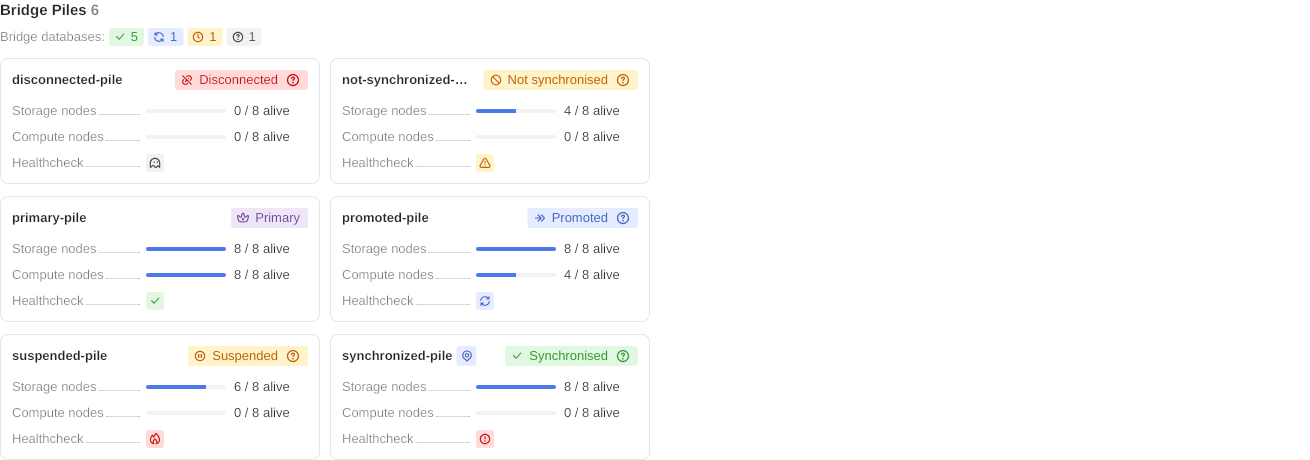 Bridge Piles 6
Bridge databases: 5 1 1 1
disconnected-pile Disconnected
Storage nodes 0 / 8 alive
Compute nodes 0 / 8 alive
Healthcheck
not-synchronized-... Not synchronised
Storage nodes 4 / 8 alive
Compute nodes 0 / 8 alive
Healthcheck
primary-pile Primary
Storage nodes 8 / 8 alive
Compute nodes 8 / 8 alive
Healthcheck
promoted-pile Promoted
Storage nodes 8 / 8 alive
Compute nodes 4 / 8 alive
Healthcheck
suspended-pile Suspended
Storage nodes 6 / 8 alive
Compute nodes 0 / 8 alive
Healthcheck
synchronized-pile Synchronised
Storage nodes 8 / 8 alive
Compute nodes 0 / 8 alive
Healthcheck